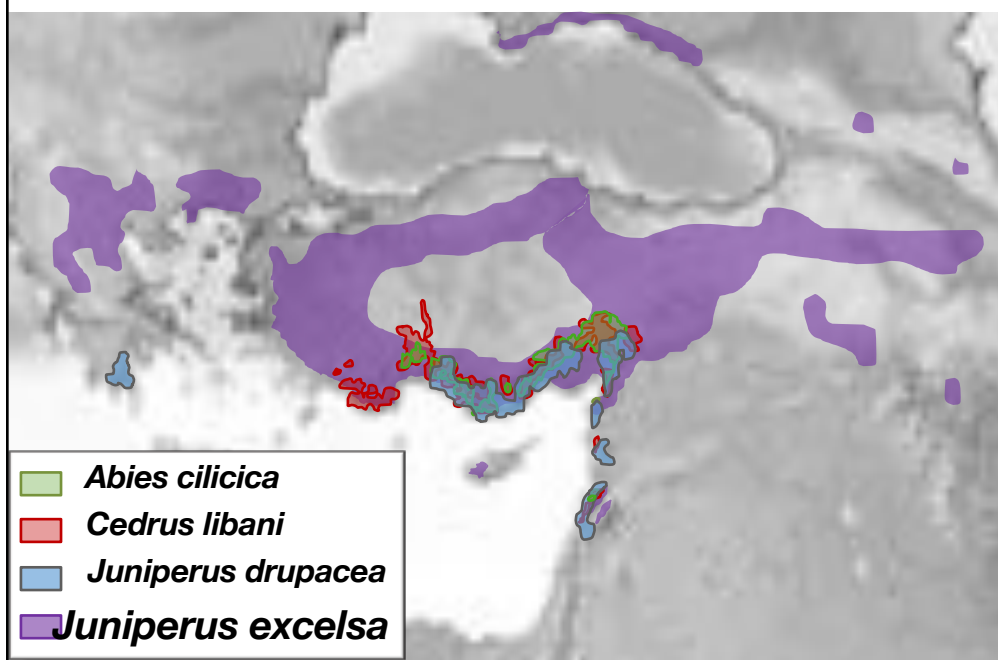 Abies cilicica
Cedrus libani
Juniperus drupacea
Juniperus excelsa